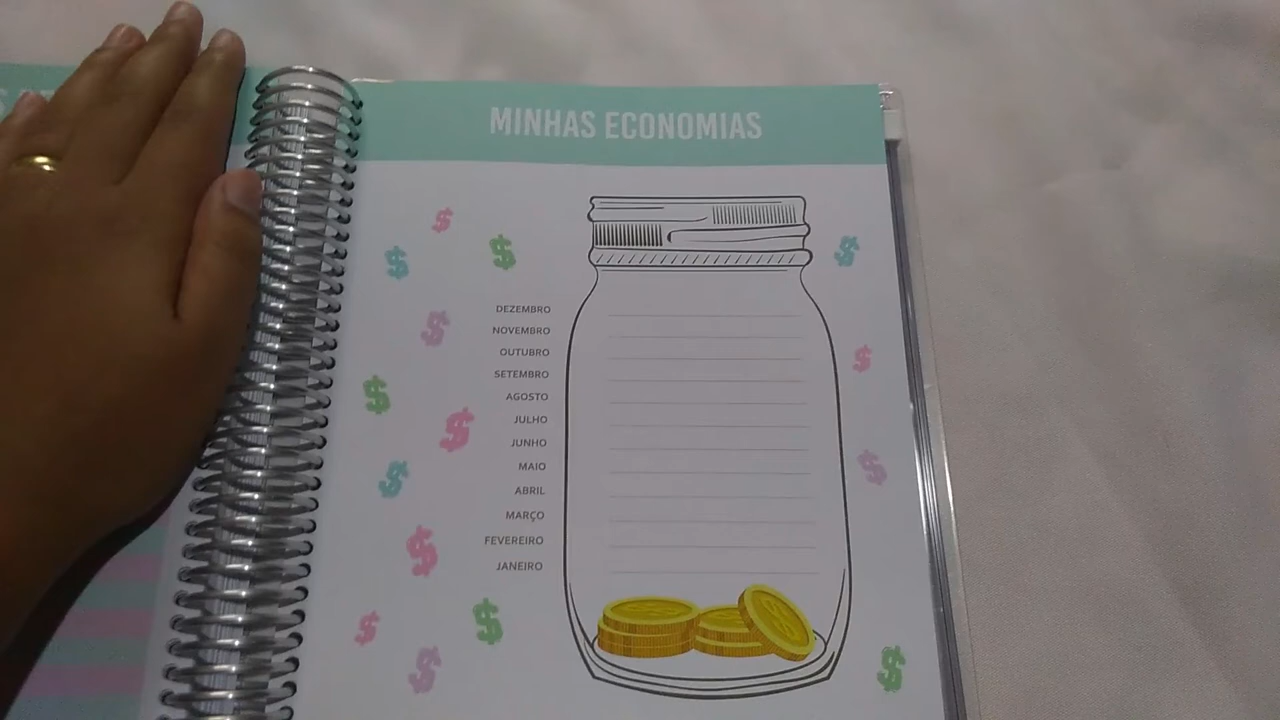 MINHAS ECONOMIAS
DEZEMBRO
NOVEMBRO
OUTUBRO
SETEMBRO
AGOSTO
JULHO
JUNHO
MAIO
ABRIL
MARÇO
FEVEREIRO
JANEIRO